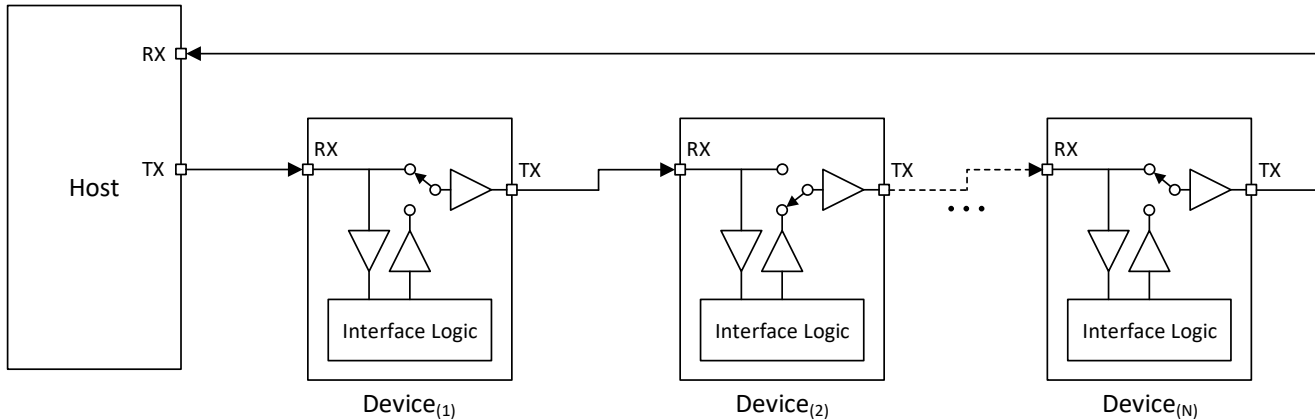 RX
TX
Host
RX
TX
Interface Logic
Device(1)
RX
TX
Interface Logic
Device(2)
...
RX
TX
Interface Logic
Device(N)